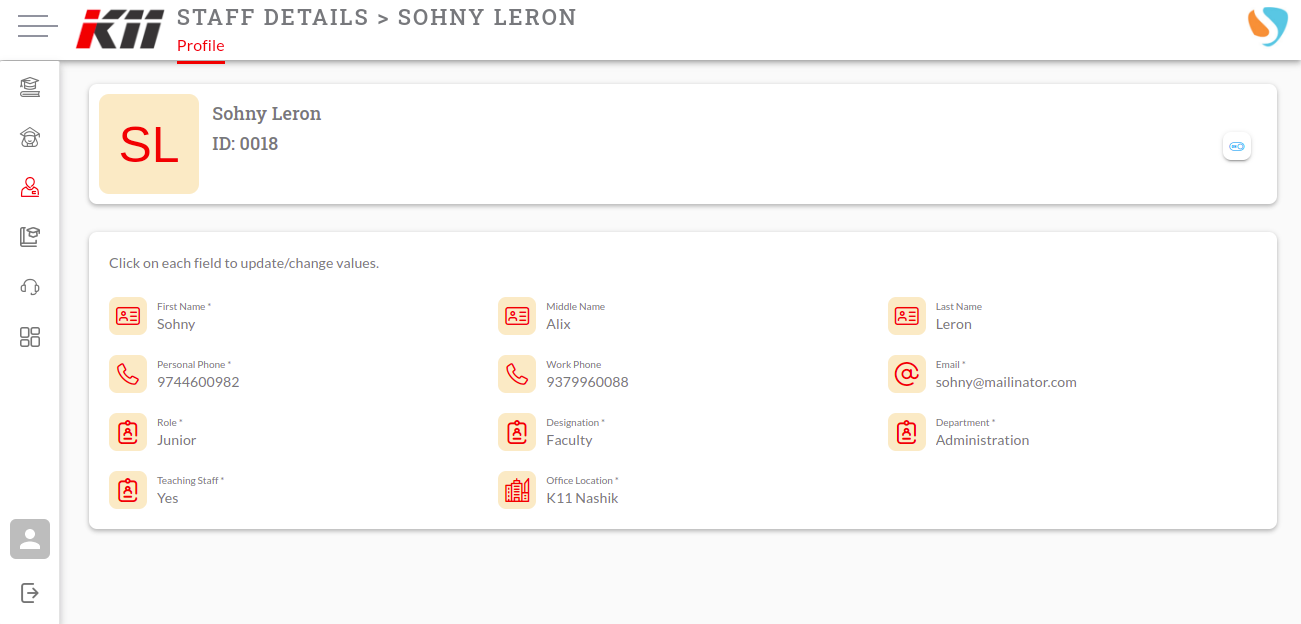 K11
STAFF DETAILS > SOHNY LERON
Profile
SL
Sohny Leron
ID: 0018
Click on each field to update/change values.
First Name *
Sohny
Middle Name
Alix
Last Name
Leron
Personal Phone *
9744600982
Work Phone
9379960088
Email *
sohny@mailinator.com
Role *
Junior
Designation *
Faculty
Department *
Administration
Teaching Staff *
Yes
Office Location *
K11 Nashik